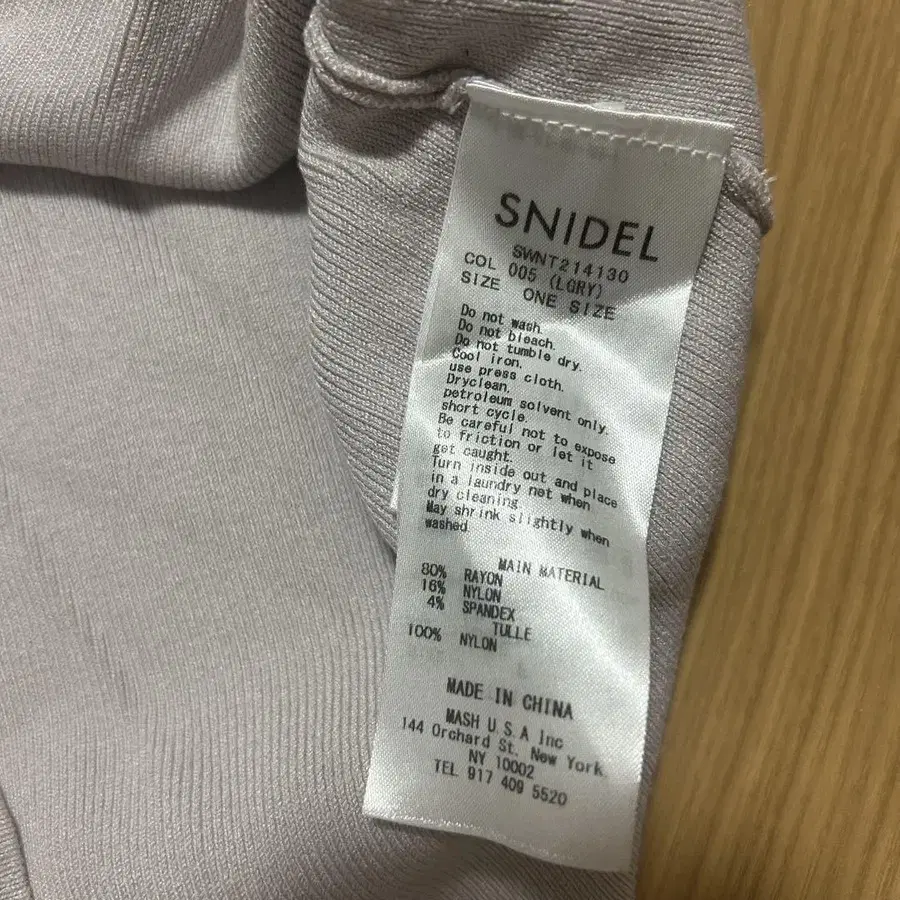 SNIDEL
SWNT214130
COL 005 (LGRY)
SIZE ONE SIZE
Do not wash.
Do not bleach.
Do not tumble dry.
Cool iron.
use press cloth.
Dryclean,
petroleum solvent only.
short cycle.
Be careful not to expose
to friction or let it
get caught.
Turn inside out and place
in a laundry net when
dry cleaning.
May shrink slightly when
washed.
MAIN MATERIAL
80% RAYON
16% NYLON
4% SPANDEX
TULLE
100% NYLON
MADE IN CHINA
MASH U.S.A Inc
144 Orchard St. New York,
NY 10002
TEL 917 409 5520